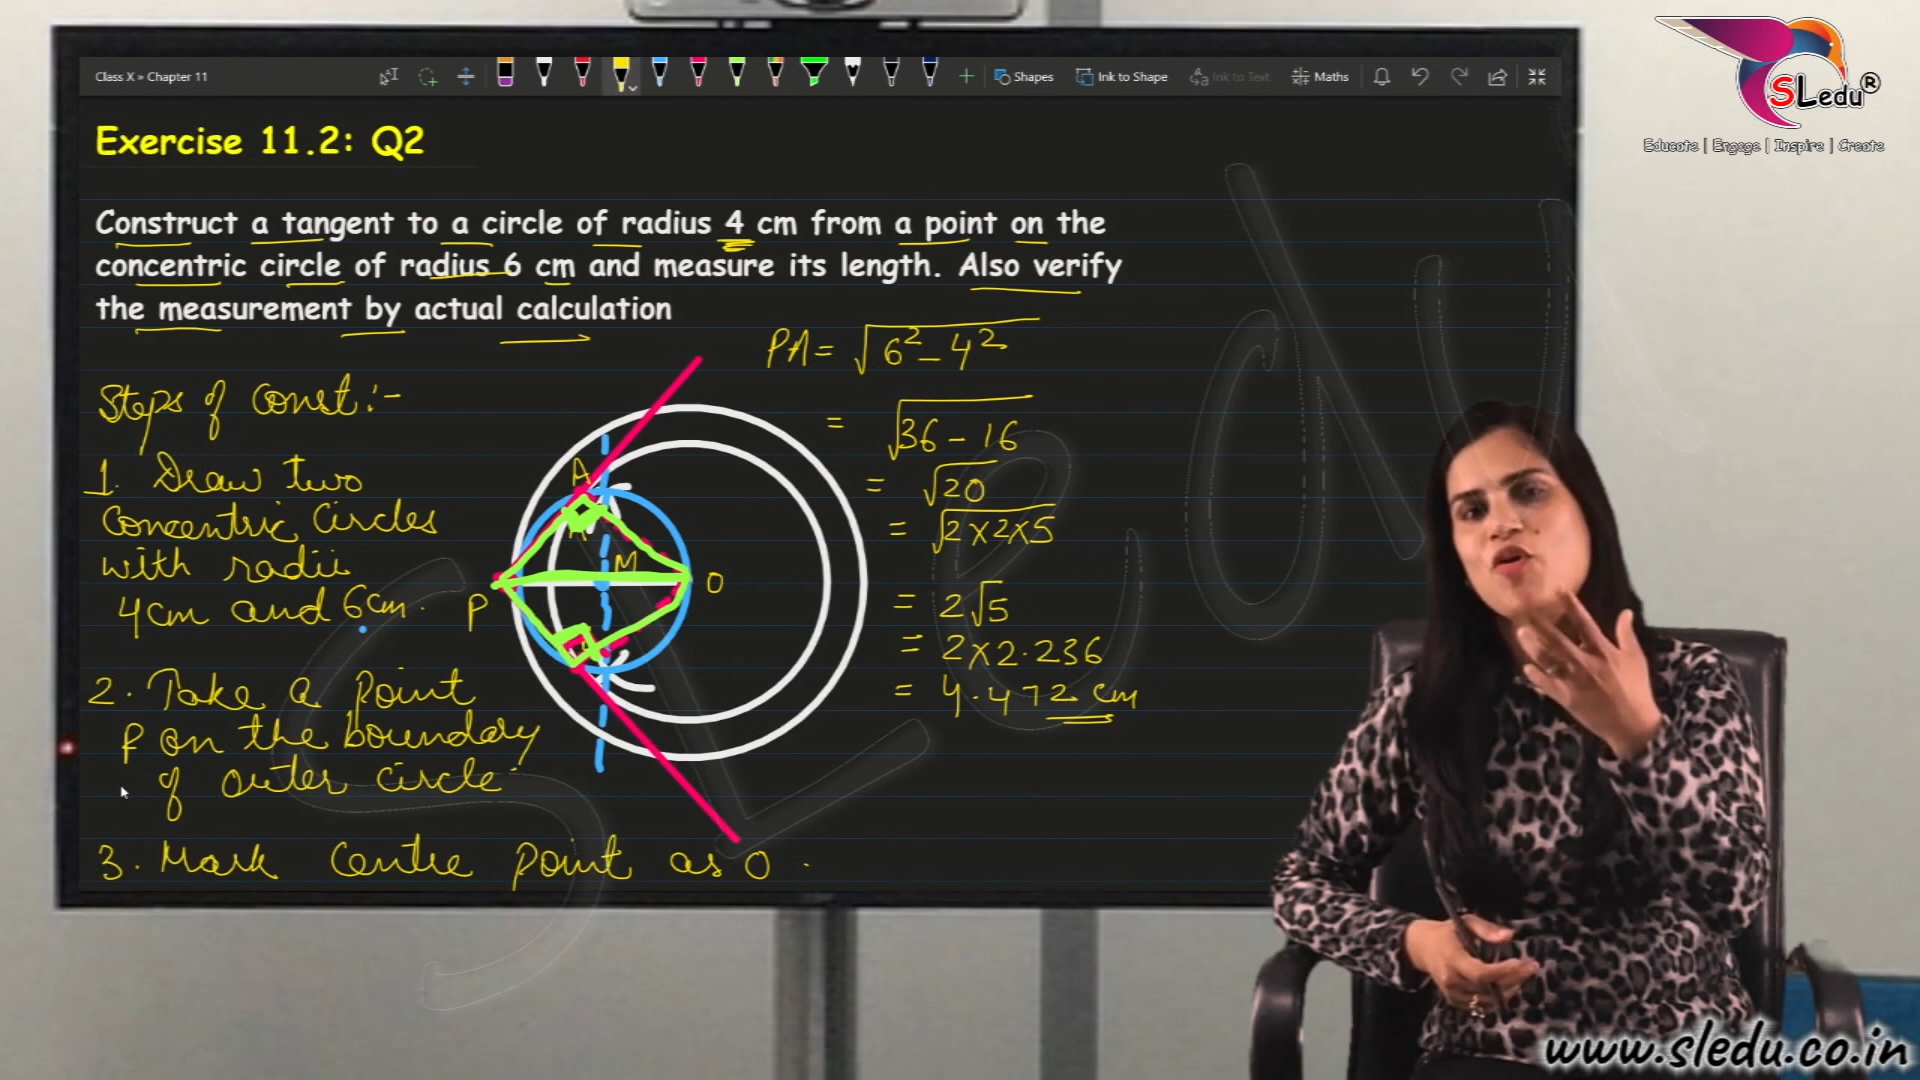 Class X » Chapter 11
Shapes
Ink to Shape
Ink to Text
Maths
SLedu®
Educate | Engage | Inspire | Create
Exercise 11.2: Q2
Construct a tangent to a circle of radius 4 cm from a point on the
concentric circle of radius 6 cm and measure its length. Also verify
the measurement by actual calculation
PA = √6² - 4²
= √36 - 16
= √20
= √2×2×5
= 2√5
= 2×2.236
= 4.472 cm
Steps of Const:-
1. Draw two
Concentric Circles
with radii
4cm and 6cm.
2. Take a point
P on the boundary
of outer circle.
3. Mark Centre point as O.
A
M
O
P
SLedu
www.sledu.co.in